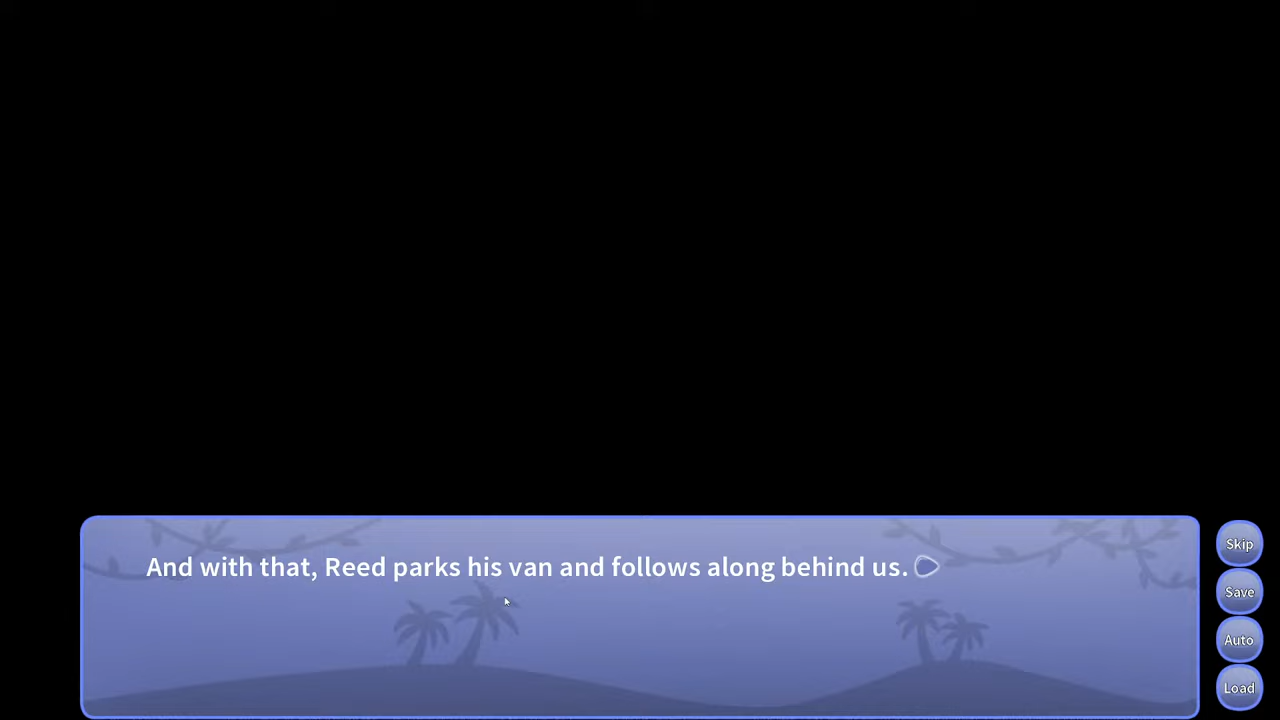 And with that, Reed parks his van and follows along behind us.
Skip
Save
Auto
Load